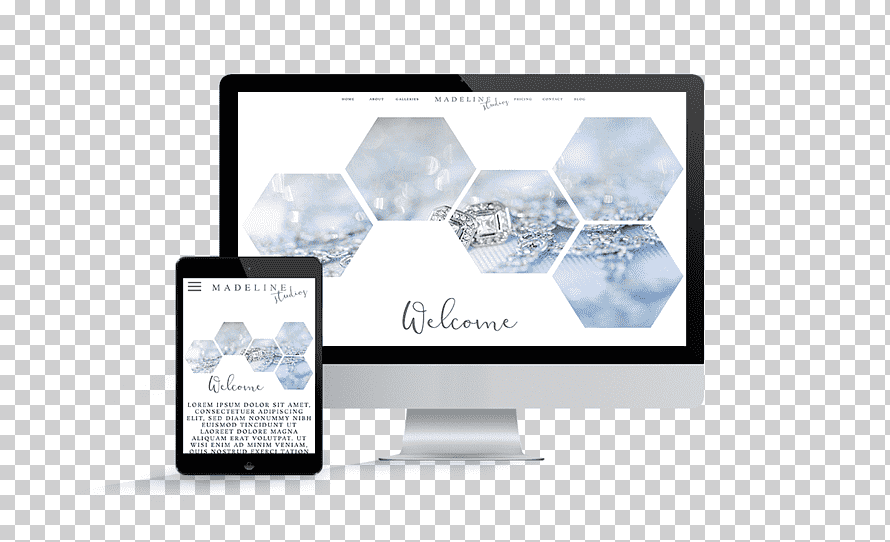 HOME ABOUT GALLERIES MADELINE studios PRICING CONTACT BLOG
Welcome
MADELINE
studios
Welcome
LOREM IPSUM DOLOR SIT AMET,
CONSECTETUER ADIPISCING
ELIT, SED DIAM NONUMMY NIBH
EUISMOD TINCIDUNT UT
LAOREET DOLORE MAGNA
ALIQUAM ERAT VOLUTPAT. UT
WISI ENIM AD MINIM VENIAM,
QUIS NOSTRUD EXERCI TATION